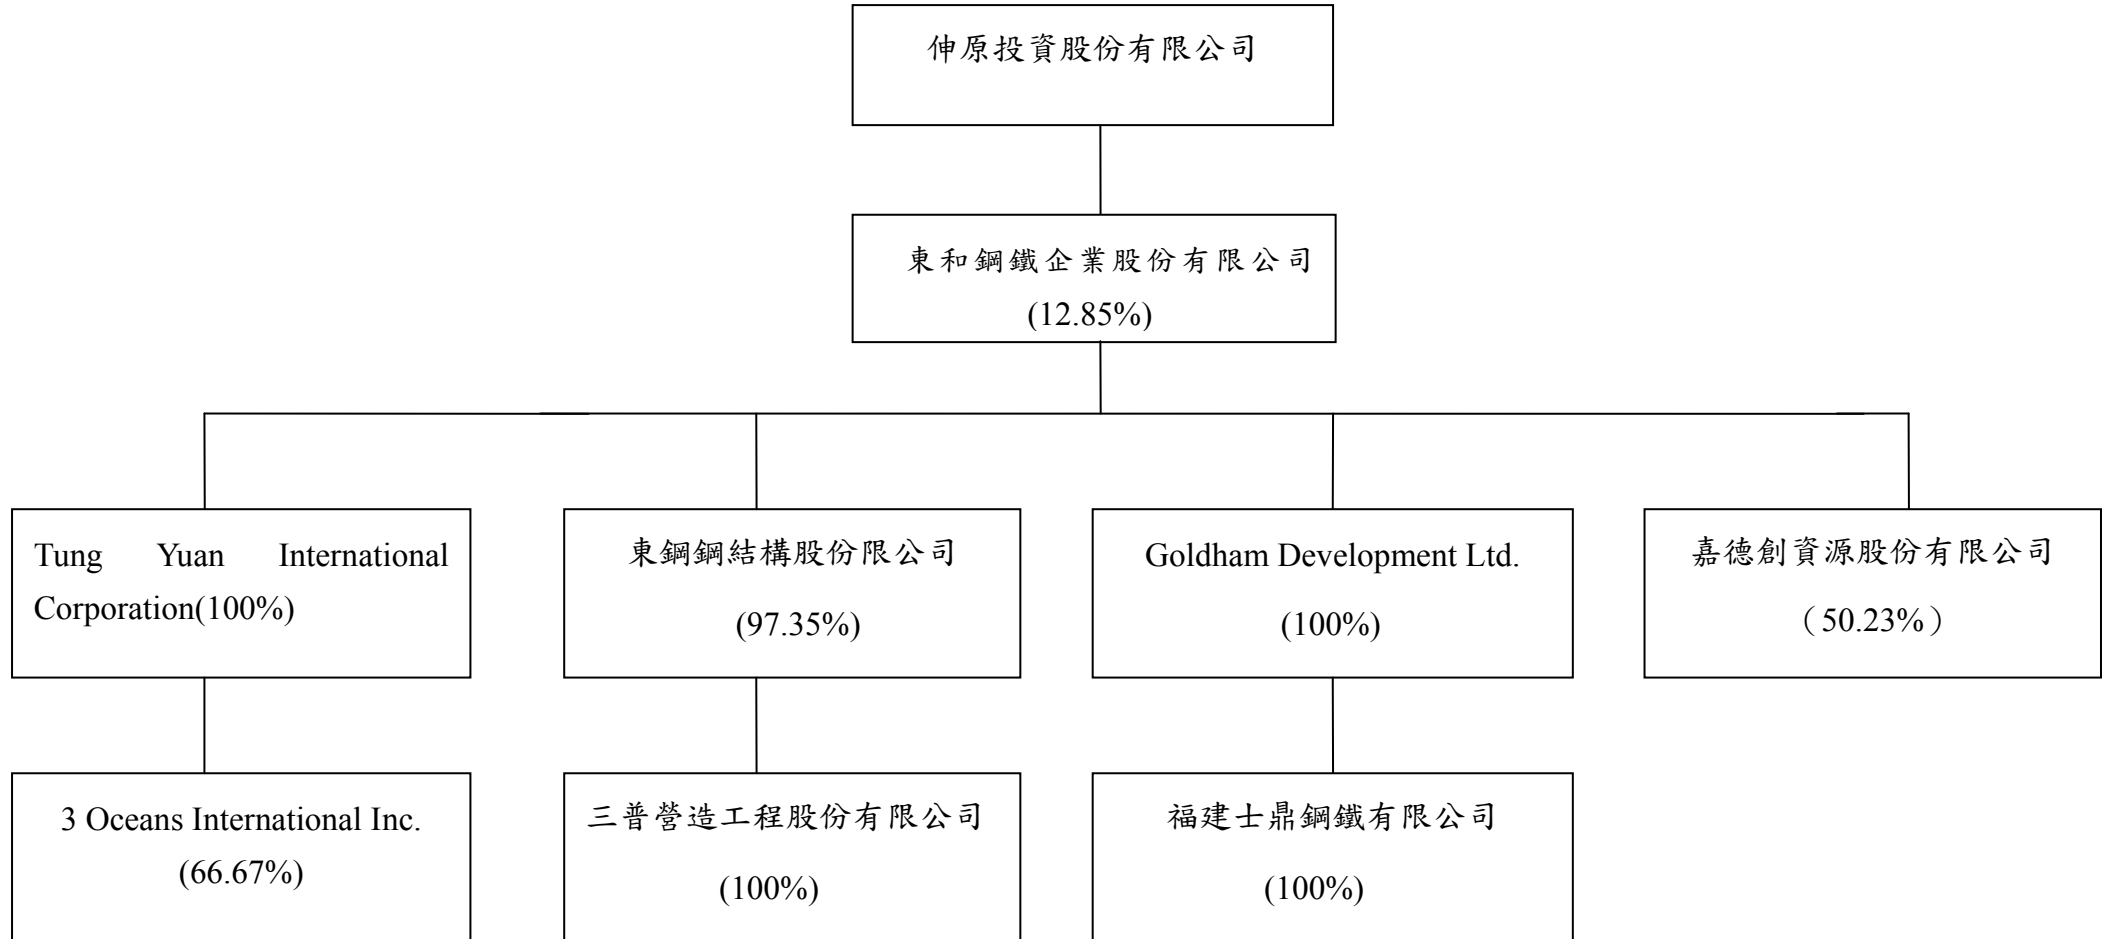 伸原投資股份有限公司
東和鋼鐵企業股份有限公司
(12.85%)
Tung Yuan International
Corporation(100%)
東鋼鋼結構股份限公司
(97.35%)
Goldham Development Ltd.
(100%)
嘉德創資源股份有限公司
（50.23%）
3 Oceans International Inc.
(66.67%)
三普營造工程股份有限公司
(100%)
福建士鼎鋼鐵有限公司
(100%)